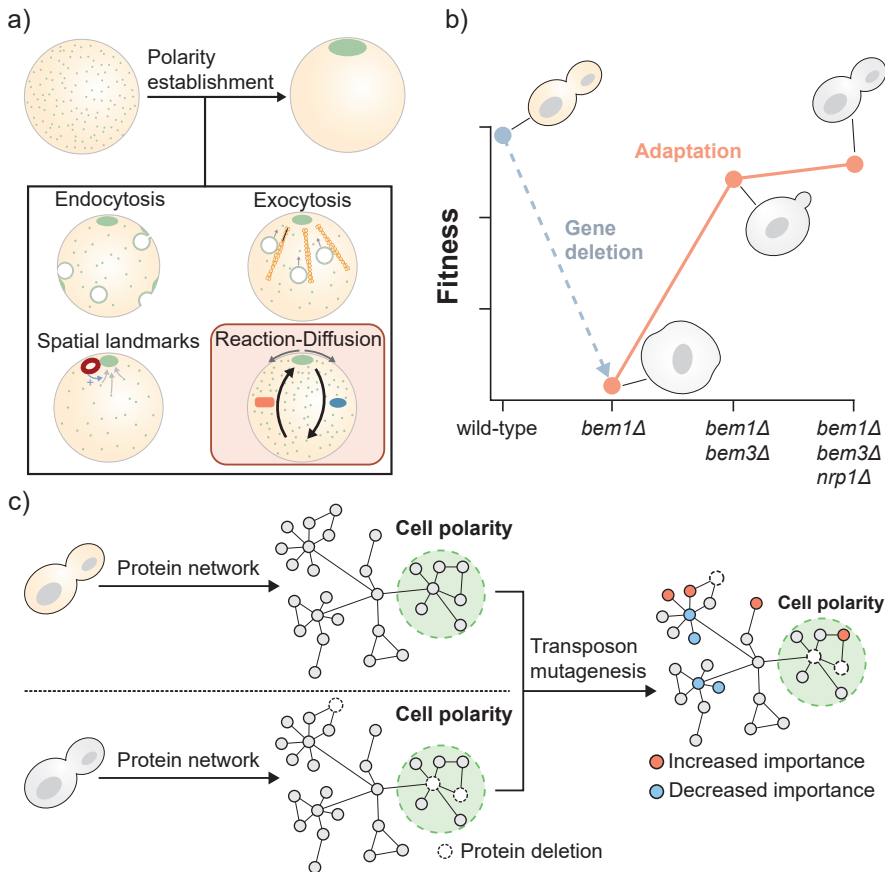 a)
Polarity
establishment
Endocytosis
Exocytosis
Spatial landmarks
+
Reaction-Diffusion
b)
Fitness
Adaptation
Gene
deletion
wild-type
bem1Δ
bem1Δ
bem3Δ
bem1Δ
bem3Δ
nrp1Δ
c)
Protein network
Cell polarity
Transposon
mutagenesis
Cell polarity
Protein network
Cell polarity
Protein deletion
Increased importance
Decreased importance